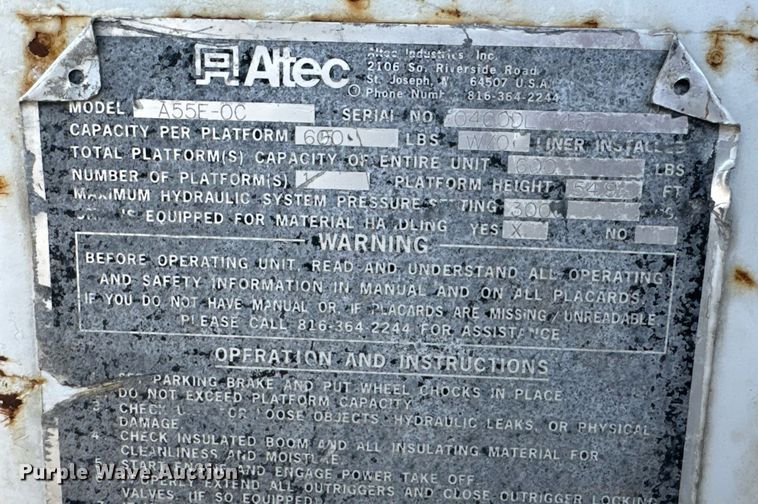 Altec
Altec Industries, Inc.
2106 So. Riverside Road
St. Joseph, 64507 U.S.A.
Phone 816-364-2244
MODEL A55E-OC SERIAL NO
CAPACITY PER PLATFORM 600 LBS W/O LINER INSTALLED
TOTAL PLATFORM(S) CAPACITY OF ENTIRE UNIT 600 LBS
NUMBER OF PLATFORM(S) 1 PLATFORM HEIGHT FT
MAXIMUM HYDRAULIC SYSTEM PRESSURE SETTING
IS EQUIPPED FOR MATERIAL HANDLING YES X NO
WARNING
BEFORE OPERATING UNIT, READ AND UNDERSTAND ALL OPERATING
AND SAFETY INFORMATION IN MANUAL AND ON ALL PLACARDS.
IF YOU DO NOT HAVE MANUAL OR, IF PLACARDS ARE MISSING/UNREADABLE
PLEASE CALL 816-364-2244 FOR ASSISTANCE
OPERATION AND INSTRUCTIONS
PARKING BRAKE AND PUT WHEEL CHOCKS IN PLACE
DO NOT EXCEED PLATFORM CAPACITY
3 CHECK LOOSE OBJECTS, HYDRAULIC LEAKS, OR PHYSICAL
DAMAGE.
4. CHECK INSULATED BOOM AND ALL INSULATING MATERIAL FOR
CLEANLINESS AND MOISTURE
5 START ENGINE AND ENGAGE POWER TAKE OFF
PROPERLY EXTEND ALL OUTRIGGERS AND CLOSE OUTRIGGER LOCKING
VALVES (IF SO EQUIPPED)
Purple Wave Auction